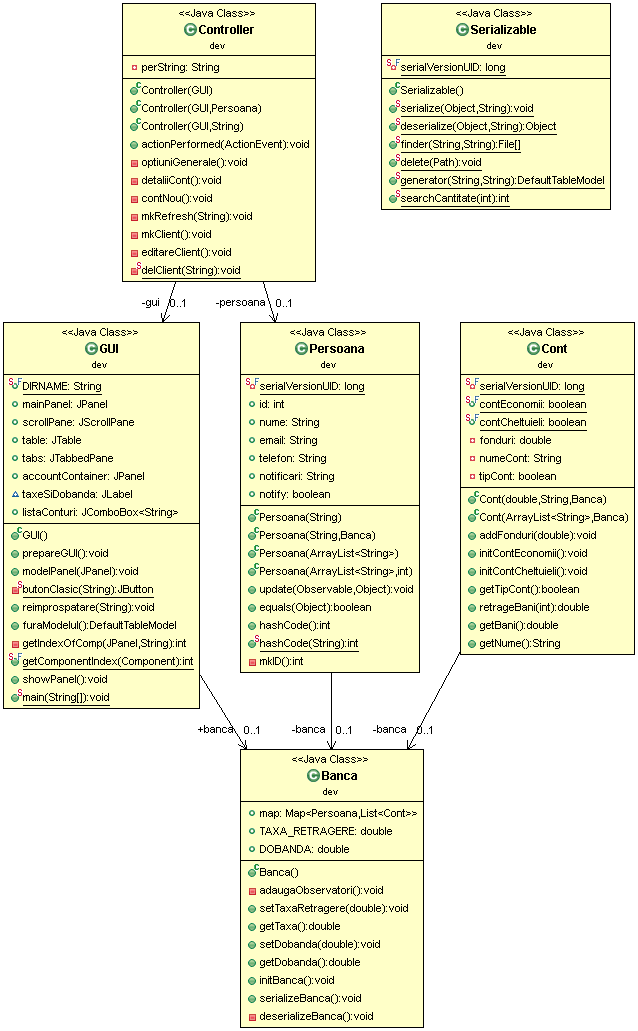 <<Java Class>>
Controller
dev
perString: String
Controller(GUI)
Controller(GUI,Persoana)
Controller(GUI,String)
actionPerformed(ActionEvent):void
optiuniGenerale():void
detaliiCont():void
contNou():void
mkRefresh(String):void
mkClient():void
editareClient():void
delClient(String):void
<<Java Class>>
Serializable
dev
serialVersionUID: long
Serializable()
serialize(Object,String):void
deserialize(Object,String):Object
finder(String,String):File[]
delete(Path):void
generator(String,String):DefaultTableModel
searchCantitate(int):int
-gui 0..1
-persoana 0..1
<<Java Class>>
GUI
dev
DIRNAME: String
mainPanel: JPanel
scrollPane: JScrollPane
table: JTable
tabs: JTabbedPane
accountContainer: JPanel
taxeSiDobanda: JLabel
listaConturi: JComboBox<String>
GUI()
prepareGUI():void
modelPanel(JPanel):void
butonClasic(String):JButton
reimprospatare(String):void
furaModelul():DefaultTableModel
getIndexOfComp(JPanel,String):int
getComponentIndex(Component):int
showPanel():void
main(String[]):void
<<Java Class>>
Persoana
dev
serialVersionUID: long
id: int
nume: String
email: String
telefon: String
notificari: String
notify: boolean
Persoana(String)
Persoana(String,Banca)
Persoana(ArrayList<String>)
Persoana(ArrayList<String>,int)
update(Observable,Object):void
equals(Object):boolean
hashCode():int
hashCode(String):int
mkID():int
<<Java Class>>
Cont
dev
serialVersionUID: long
contEconomii: boolean
contCheltuieli: boolean
fonduri: double
numeCont: String
tipCont: boolean
Cont(double,String,Banca)
Cont(ArrayList<String>,Banca)
addFonduri(double):void
initContEconomii():void
initContCheltuieli():void
getTipCont():boolean
retrageBani(int):double
getBani():double
getNume():String
+banca 0..1
-banca 0..1
-banca 0..1
<<Java Class>>
Banca
dev
map: Map<Persoana,List<Cont>>
TAXA_RETRAGERE: double
DOBANDA: double
Banca()
adaugaObservatori():void
setTaxaRetragere(double):void
getTaxa():double
setDobanda(double):void
getDobanda():double
initBanca():void
serializeBanca():void
deserializeBanca():void